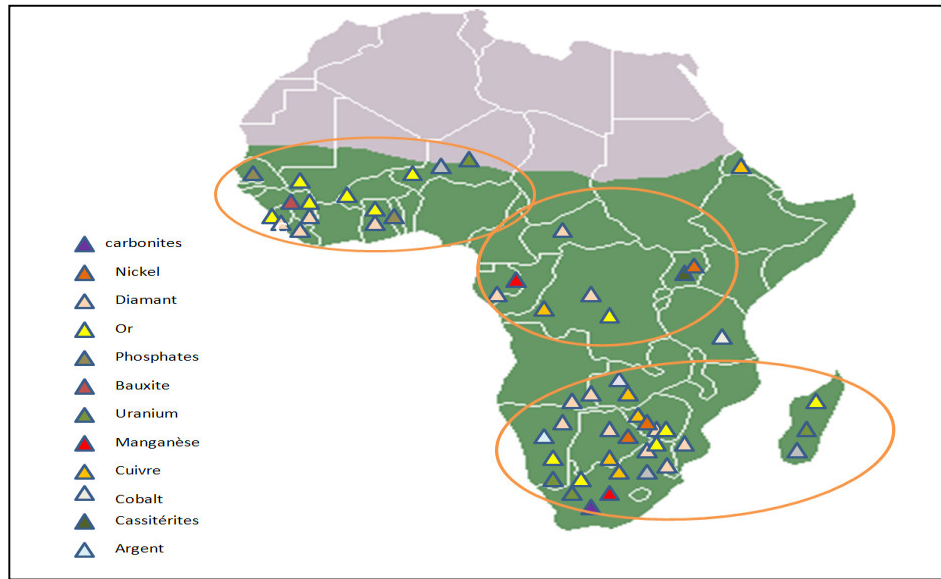 carbonites
Nickel
Diamant
Or
Phosphates
Bauxite
Uranium
Manganèse
Cuivre
Cobalt
Cassitérites
Argent